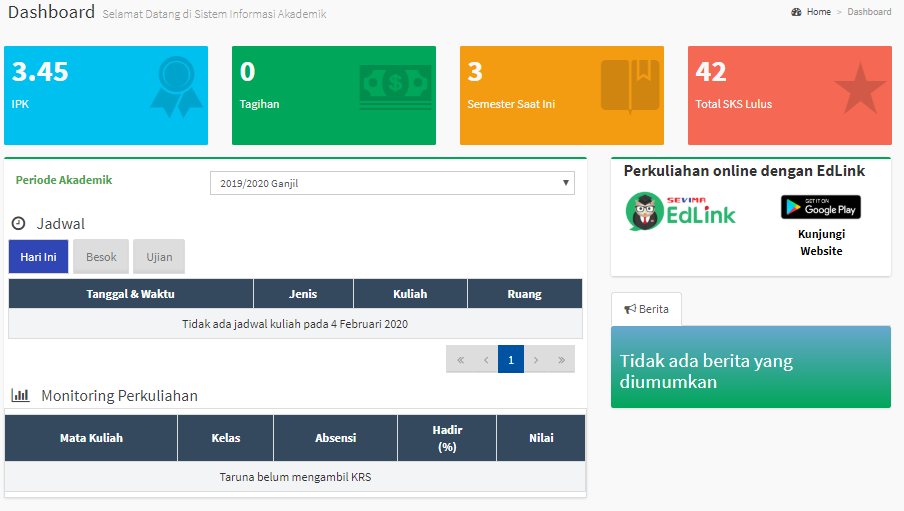 Dashboard Selamat Datang di Sistem Informasi Akademik
Home > Dashboard
3.45
IPK
0
Tagihan
3
Semester Saat Ini
42
Total SKS Lulus
Periode Akademik
2019/2020 Ganjil
Jadwal
Hari Ini
Besok
Ujian
Tanggal & Waktu Jenis Kuliah Ruang
Tidak ada jadwal kuliah pada 4 Februari 2020
« ‹ 1 › »
Monitoring Perkuliahan
Mata Kuliah Kelas Absensi Hadir (%) Nilai
Taruna belum mengambil KRS
Perkuliahan online dengan EdLink
SEVIMA
EdLink
GET IT ON
Google Play
Kunjungi
Website
Berita
Tidak ada berita yang
diumumkan